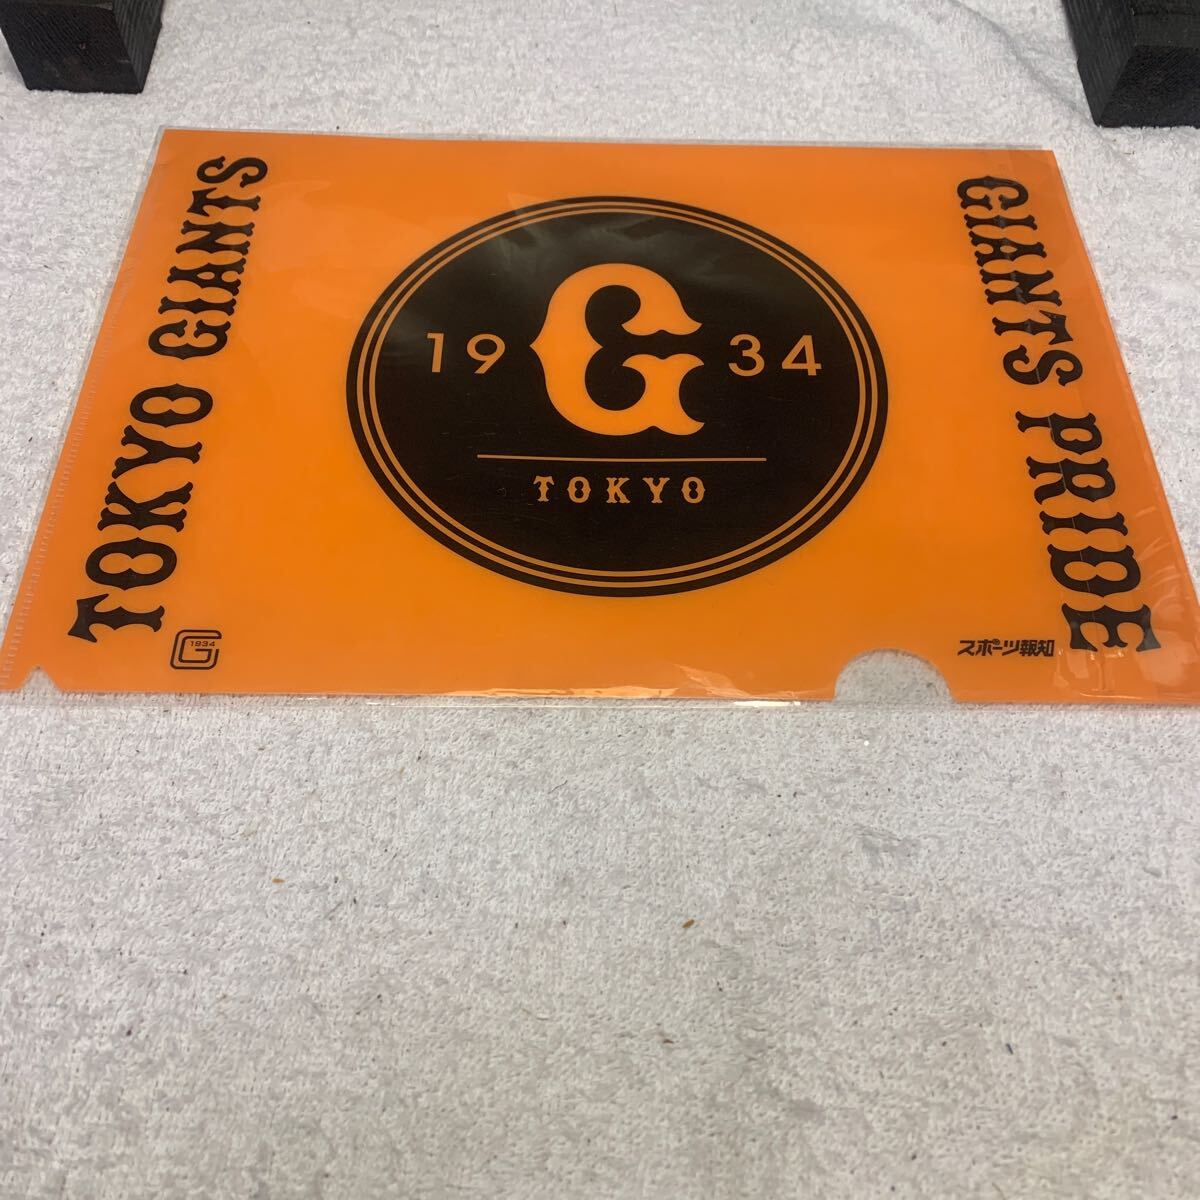 TOKYO GIANTS
GIANTS PRIDE
19 G 34
TOKYO
G 1934
スポーツ報知